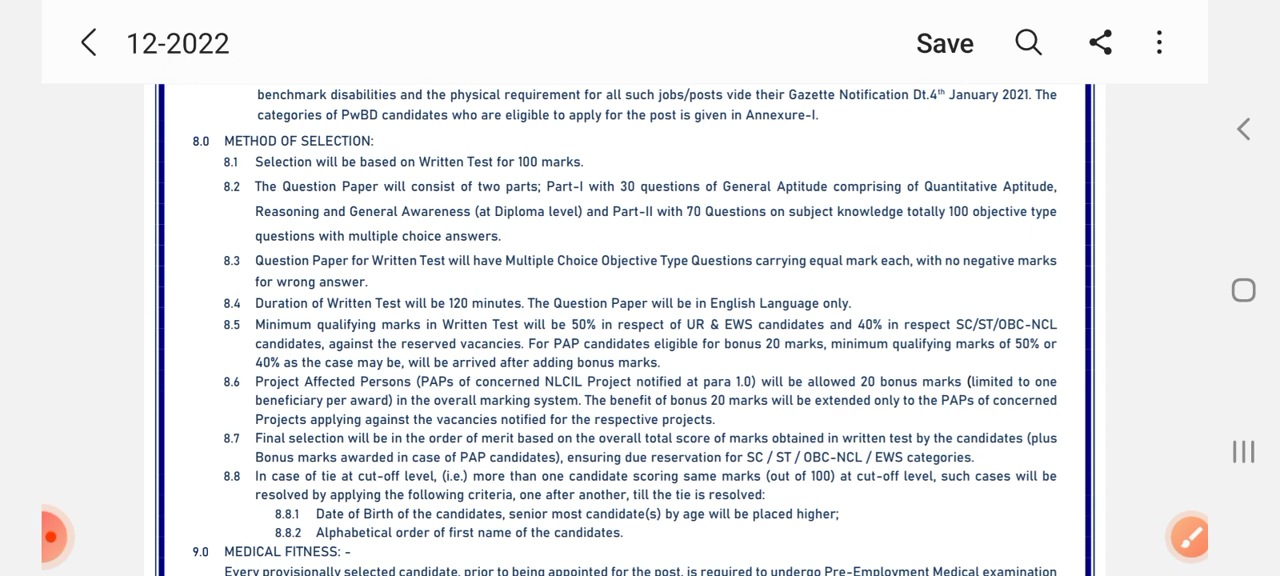 12-2022
Save
benchmark disabilities and the physical requirement for all such jobs/posts vide their Gazette Notification Dt.4th January 2021. The
categories of PwBD candidates who are eligible to apply for the post is given in Annexure-I.
8.0 METHOD OF SELECTION:
8.1 Selection will be based on Written Test for 100 marks.
8.2 The Question Paper will consist of two parts; Part-I with 30 questions of General Aptitude comprising of Quantitative Aptitude,
Reasoning and General Awareness (at Diploma level) and Part-II with 70 Questions on subject knowledge totally 100 objective type
questions with multiple choice answers.
8.3 Question Paper for Written Test will have Multiple Choice Objective Type Questions carrying equal mark each, with no negative marks
for wrong answer.
8.4 Duration of Written Test will be 120 minutes. The Question Paper will be in English Language only.
8.5 Minimum qualifying marks in Written Test will be 50% in respect of UR & EWS candidates and 40% in respect SC/ST/OBC-NCL
candidates, against the reserved vacancies. For PAP candidates eligible for bonus 20 marks, minimum qualifying marks of 50% or
40% as the case may be, will be arrived after adding bonus marks.
8.6 Project Affected Persons (PAPs of concerned NLCIL Project notified at para 1.0) will be allowed 20 bonus marks (limited to one
beneficiary per award) in the overall marking system. The benefit of bonus 20 marks will be extended only to the PAPs of concerned
Projects applying against the vacancies notified for the respective projects.
8.7 Final selection will be in the order of merit based on the overall total score of marks obtained in written test by the candidates (plus
Bonus marks awarded in case of PAP candidates), ensuring due reservation for SC / ST / OBC-NCL / EWS categories.
8.8 In case of tie at cut-off level, (i.e.) more than one candidate scoring same marks (out of 100) at cut-off level, such cases will be
resolved by applying the following criteria, one after another, till the tie is resolved:
8.8.1 Date of Birth of the candidates, senior most candidate(s) by age will be placed higher;
8.8.2 Alphabetical order of first name of the candidates.
9.0 MEDICAL FITNESS: -
Every provisionally selected candidate, prior to being appointed for the post, is required to undergo Pre-Employment Medical examination